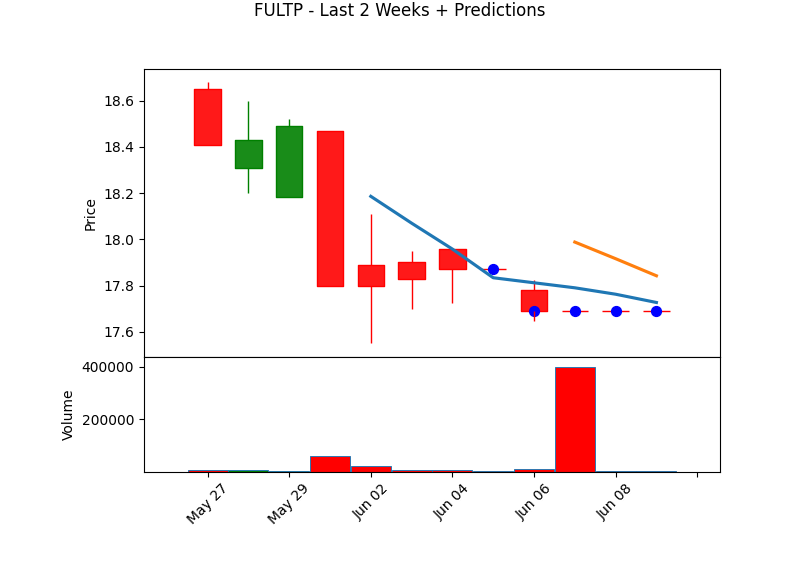 FULTP - Last 2 Weeks + Predictions
18.6
18.4
18.2
18.0
17.8
17.6
Price
400000
200000
Volume
May 27
May 29
Jun 02
Jun 04
Jun 06
Jun 08